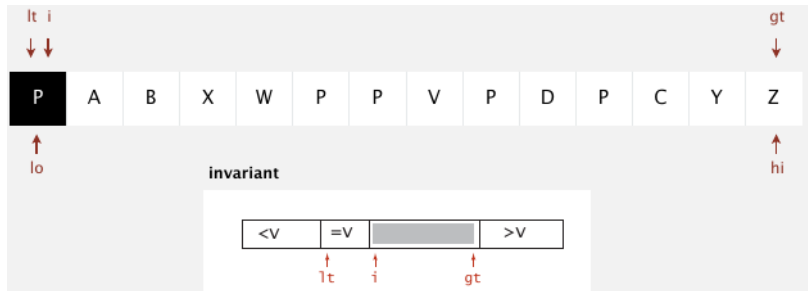 lt i gt
P A B X W P P V P D P C Y Z
lo hi
invariant
<v =v >v
lt i gt